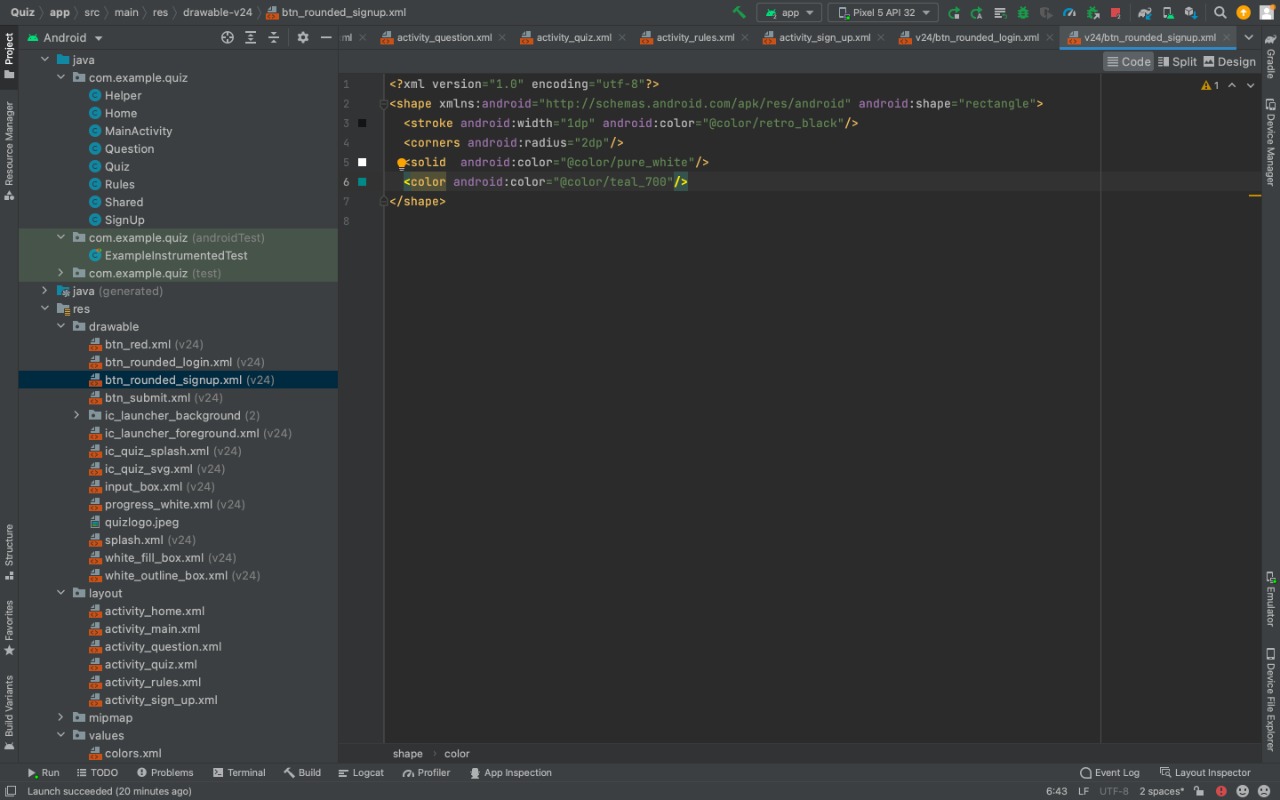 Quiz app src main res drawable-v24 btn_rounded_signup.xml
app Pixel 5 API 32
Project
Resource Manager
Structure
Favorites
Build Variants
Android
java
com.example.quiz
Helper
Home
MainActivity
Question
Quiz
Rules
Shared
SignUp
com.example.quiz (androidTest)
ExampleInstrumentedTest
com.example.quiz (test)
java (generated)
res
drawable
btn_red.xml (v24)
btn_rounded_login.xml (v24)
btn_rounded_signup.xml (v24)
btn_submit.xml (v24)
ic_launcher_background (2)
ic_launcher_foreground.xml (v24)
ic_quiz_splash.xml (v24)
ic_quiz_svg.xml (v24)
input_box.xml (v24)
progress_white.xml (v24)
quizlogo.jpeg
splash.xml (v24)
white_fill_box.xml (v24)
white_outline_box.xml (v24)
layout
activity_home.xml
activity_main.xml
activity_question.xml
activity_quiz.xml
activity_rules.xml
activity_sign_up.xml
mipmap
values
colors.xml
ml activity_question.xml activity_quiz.xml activity_rules.xml activity_sign_up.xml v24/btn_rounded_login.xml v24/btn_rounded_signup.xml
Code Split Design
1
1 <?xml version="1.0" encoding="utf-8"?>
2 <shape xmlns:android="http://schemas.android.com/apk/res/android" android:shape="rectangle">
3 <stroke android:width="1dp" android:color="@color/retro_black"/>
4 <corners android:radius="2dp"/>
5 <solid  android:color="@color/pure_white"/>
6 <color android:color="@color/teal_700"/>
7 </shape>
8
shape color
Gradle
Device Manager
Emulator
Device File Explorer
Run TODO Problems Terminal Build Logcat Profiler App Inspection Event Log Layout Inspector
Launch succeeded (20 minutes ago) 6:43 LF UTF-8 2 spaces*